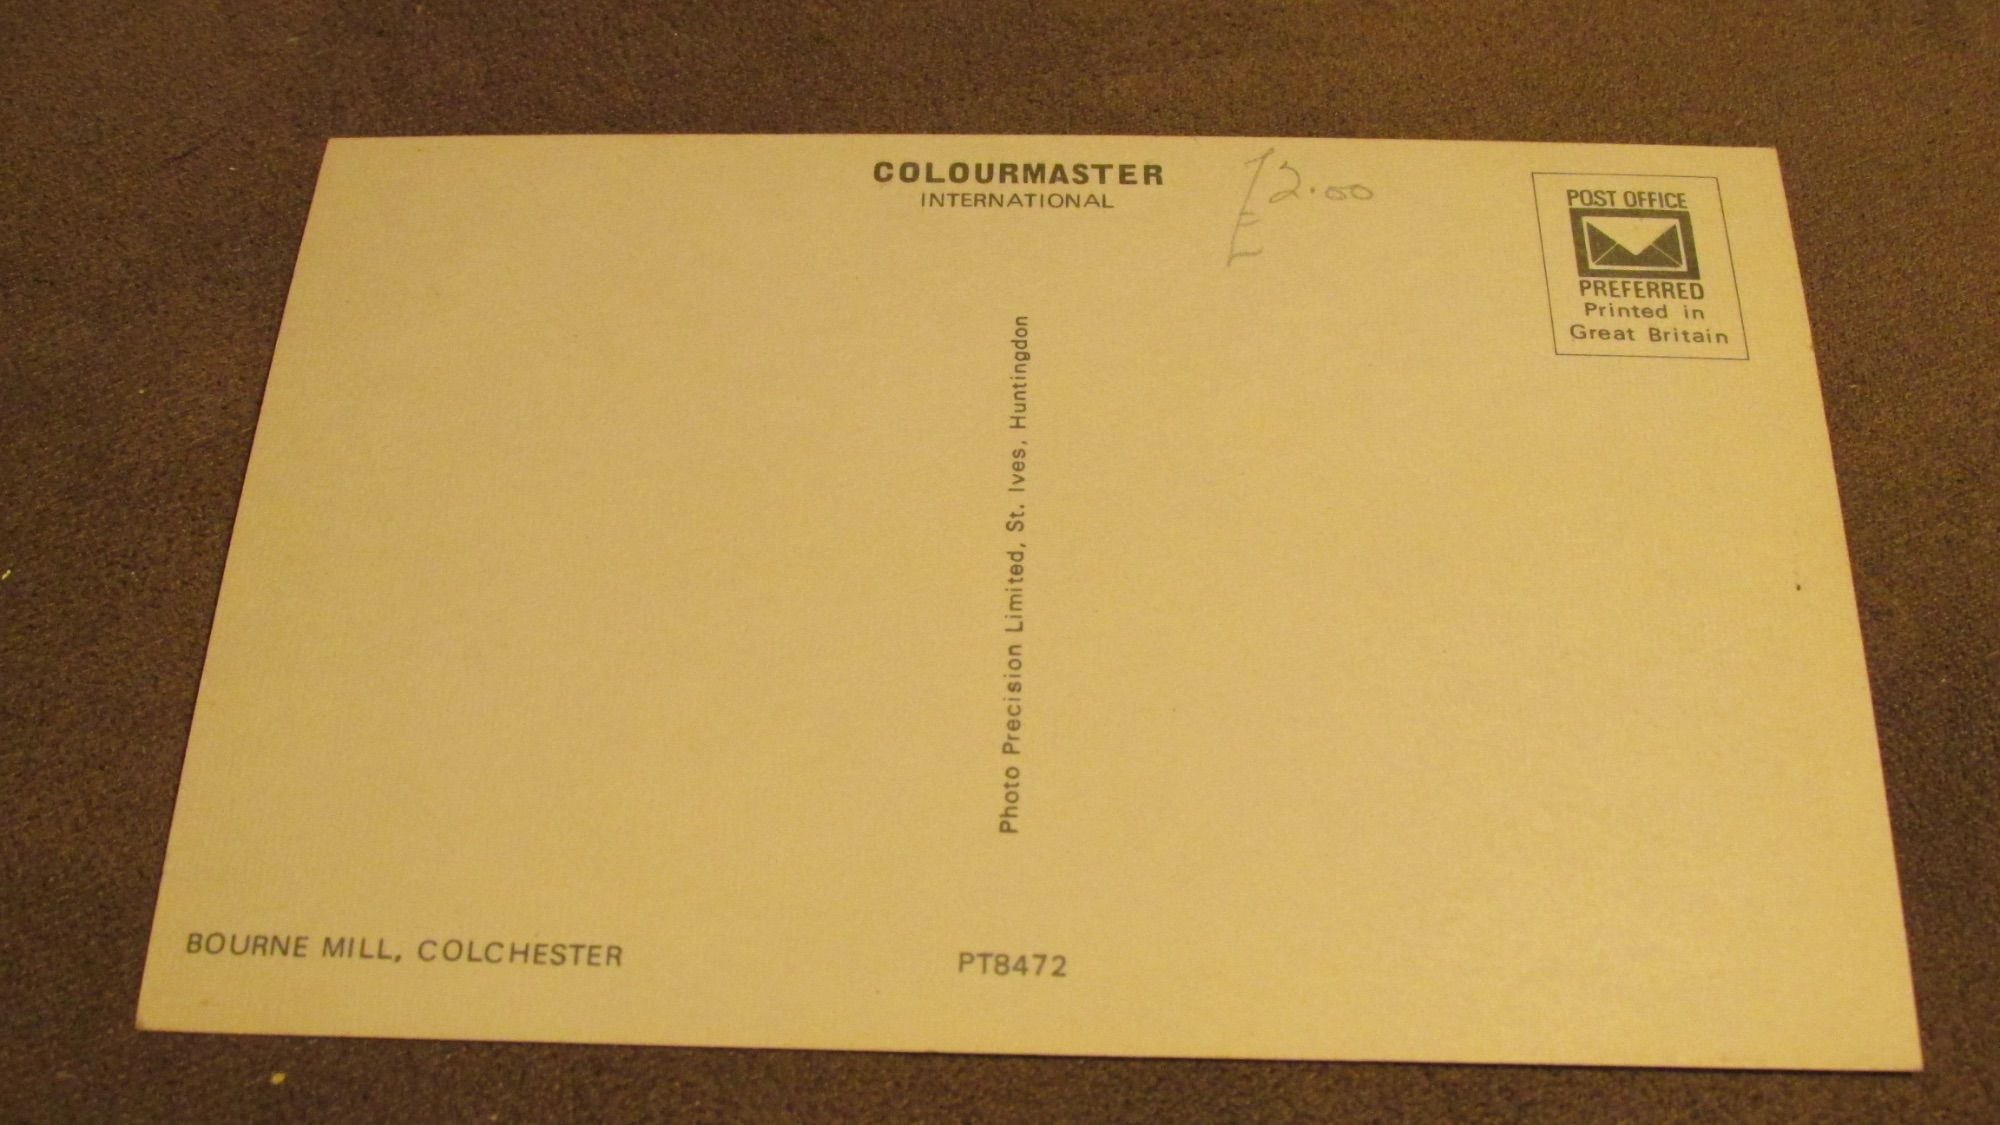 COLOURMASTER
INTERNATIONAL
2.00
POST OFFICE
PREFERRED
Printed in
Great Britain
Photo Precision Limited, St. Ives, Huntingdon
BOURNE MILL, COLCHESTER
PT8472